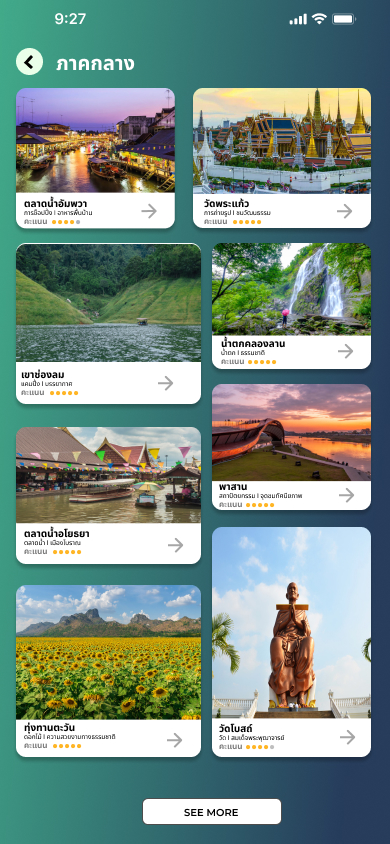 9:27
ภาคกลาง
ตลาดน้ำอัมพวา
การช็อปปิ้ง I อาหารพื้นบ้าน
คะแนน
วัดพระแก้ว
การถ่ายรูป I ชมวัฒนธรรม
คะแนน
เขาช่องลม
แคมปิ้ง I บรรยากาศ
คะแนน
น้ำตกคลองลาน
น้ำตก I ธรรมชาติ
คะแนน
พาสาน
สถาปัตยกรรม I จุดชมทัศนียภาพ
คะแนน
ตลาดน้ำอโยธยา
ตลาดน้ำ I เมืองโบราณ
คะแนน
ทุ่งทานตะวัน
ดอกไม้ I ความสวยงามทางธรรมชาติ
คะแนน
วัดโบสถ์
วัด I สมเด็จพระพุฒาจารย์
คะแนน
SEE MORE